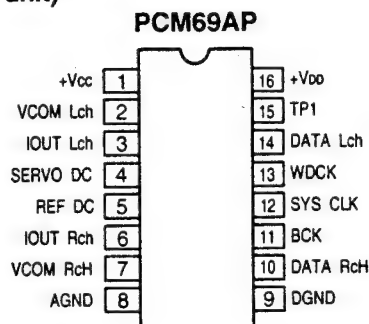 unit)
PCM69AP
+Vcc 1 16 +VDD
VCOM Lch 2 15 TP1
IOUT Lch 3 14 DATA Lch
SERVO DC 4 13 WDCK
REF DC 5 12 SYS CLK
IOUT Rch 6 11 BCK
VCOM RcH 7 10 DATA RcH
AGND 8 9 DGND